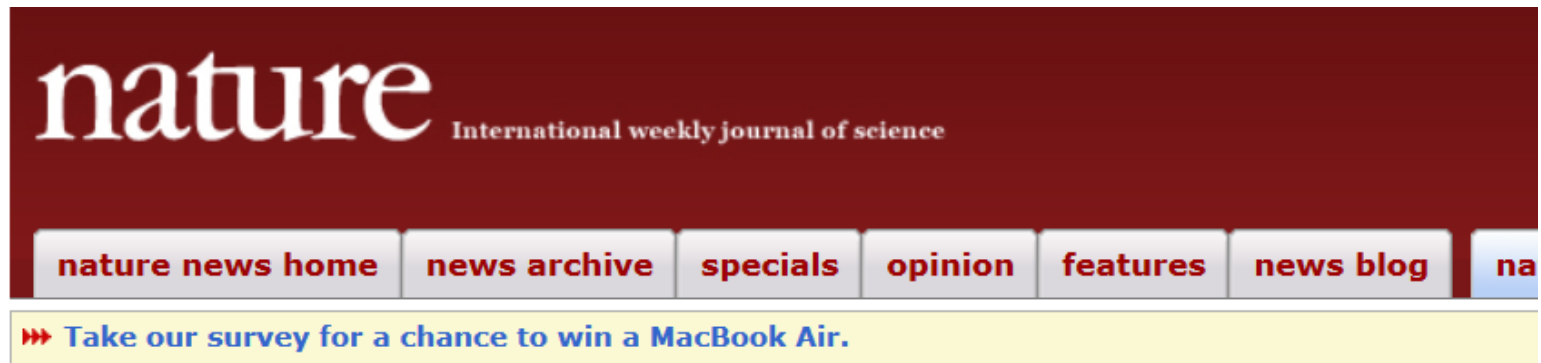 nature International weekly journal of science
nature news home news archive specials opinion features news blog na
Take our survey for a chance to win a MacBook Air.